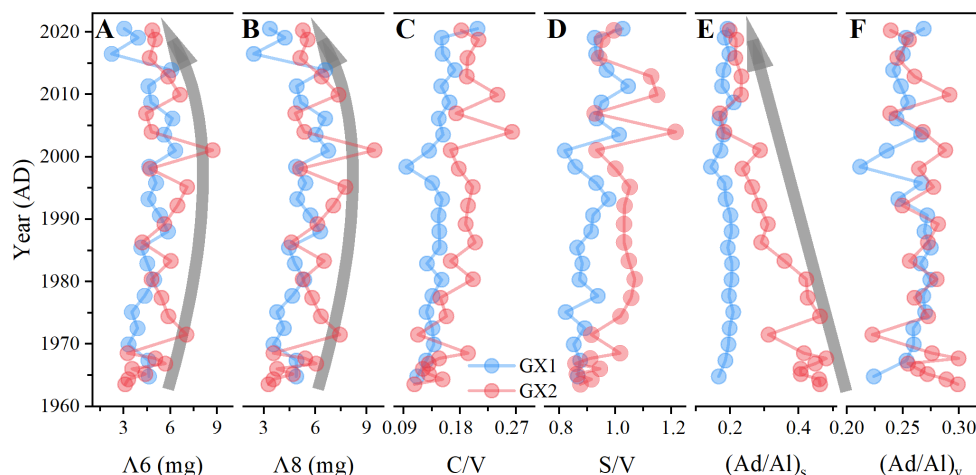 A B C D E F
2020
2010
2000
1990
1980
1970
1960
Year (AD)
GX1
GX2
3 6 9 3 6 9 0.09 0.18 0.27 0.8 1.0 1.2 0.2 0.4 0.6 0.20 0.25 0.30
Λ6 (mg) Λ8 (mg) C/V S/V (Ad/Al)s (Ad/Al)v